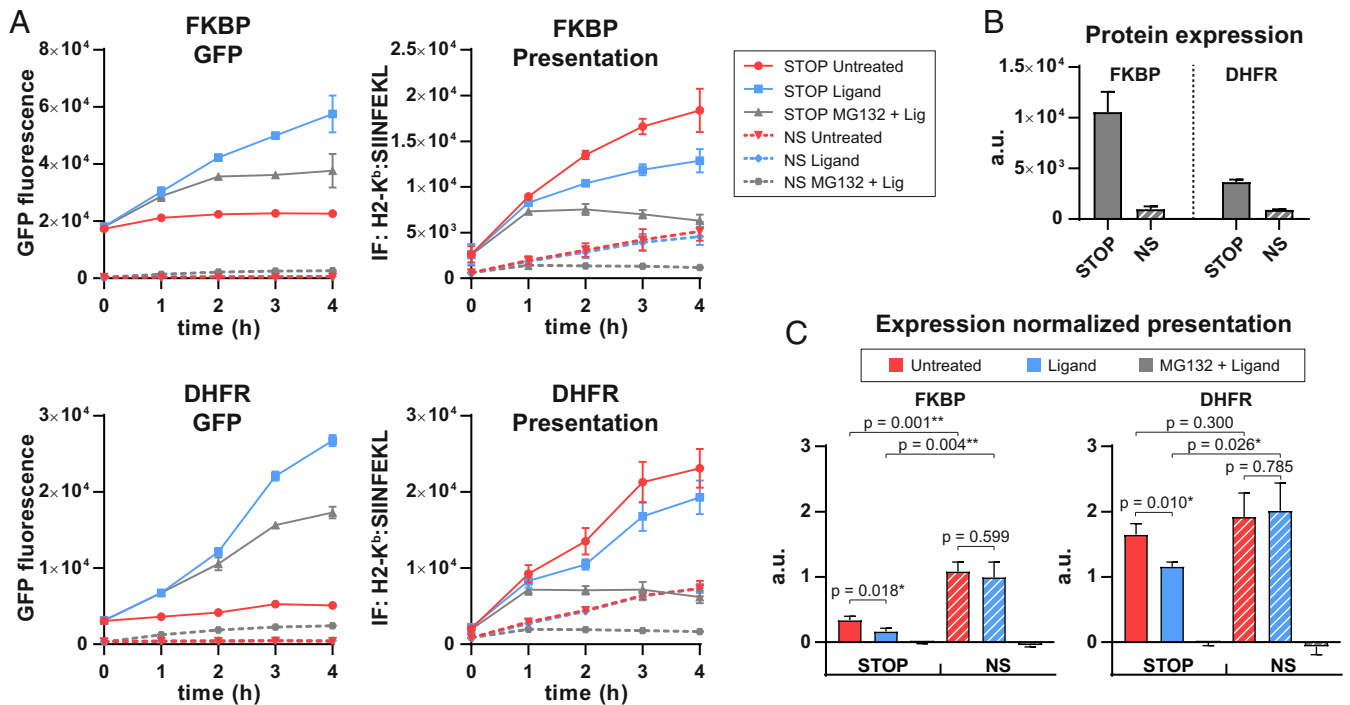 A
FKBP
GFP
8×10⁴
6×10⁴
4×10⁴
2×10⁴
0
GFP fluorescence
0 1 2 3 4
time (h)
FKBP
Presentation
2.5×10⁴
2.0×10⁴
1.5×10⁴
1.0×10⁴
5×10³
0
IF: H2-Kᵇ:SIINFEKL
0 1 2 3 4
time (h)
STOP Untreated
STOP Ligand
STOP MG132 + Lig
NS Untreated
NS Ligand
NS MG132 + Lig
DHFR
GFP
3×10⁴
2×10⁴
1×10⁴
0
GFP fluorescence
0 1 2 3 4
time (h)
DHFR
Presentation
3×10⁴
2×10⁴
1×10⁴
0
IF: H2-Kᵇ:SIINFEKL
0 1 2 3 4
time (h)
B
Protein expression
FKBP DHFR
1.5×10⁴
1×10⁴
5×10³
0
a.u.
STOP NS STOP NS
C
Expression normalized presentation
Untreated Ligand MG132 + Ligand
FKBP
p = 0.001**
p = 0.004**
p = 0.599
p = 0.018*
3
2
1
0
a.u.
STOP NS
DHFR
p = 0.300
p = 0.026*
p = 0.785
p = 0.010*
3
2
1
0
a.u.
STOP NS